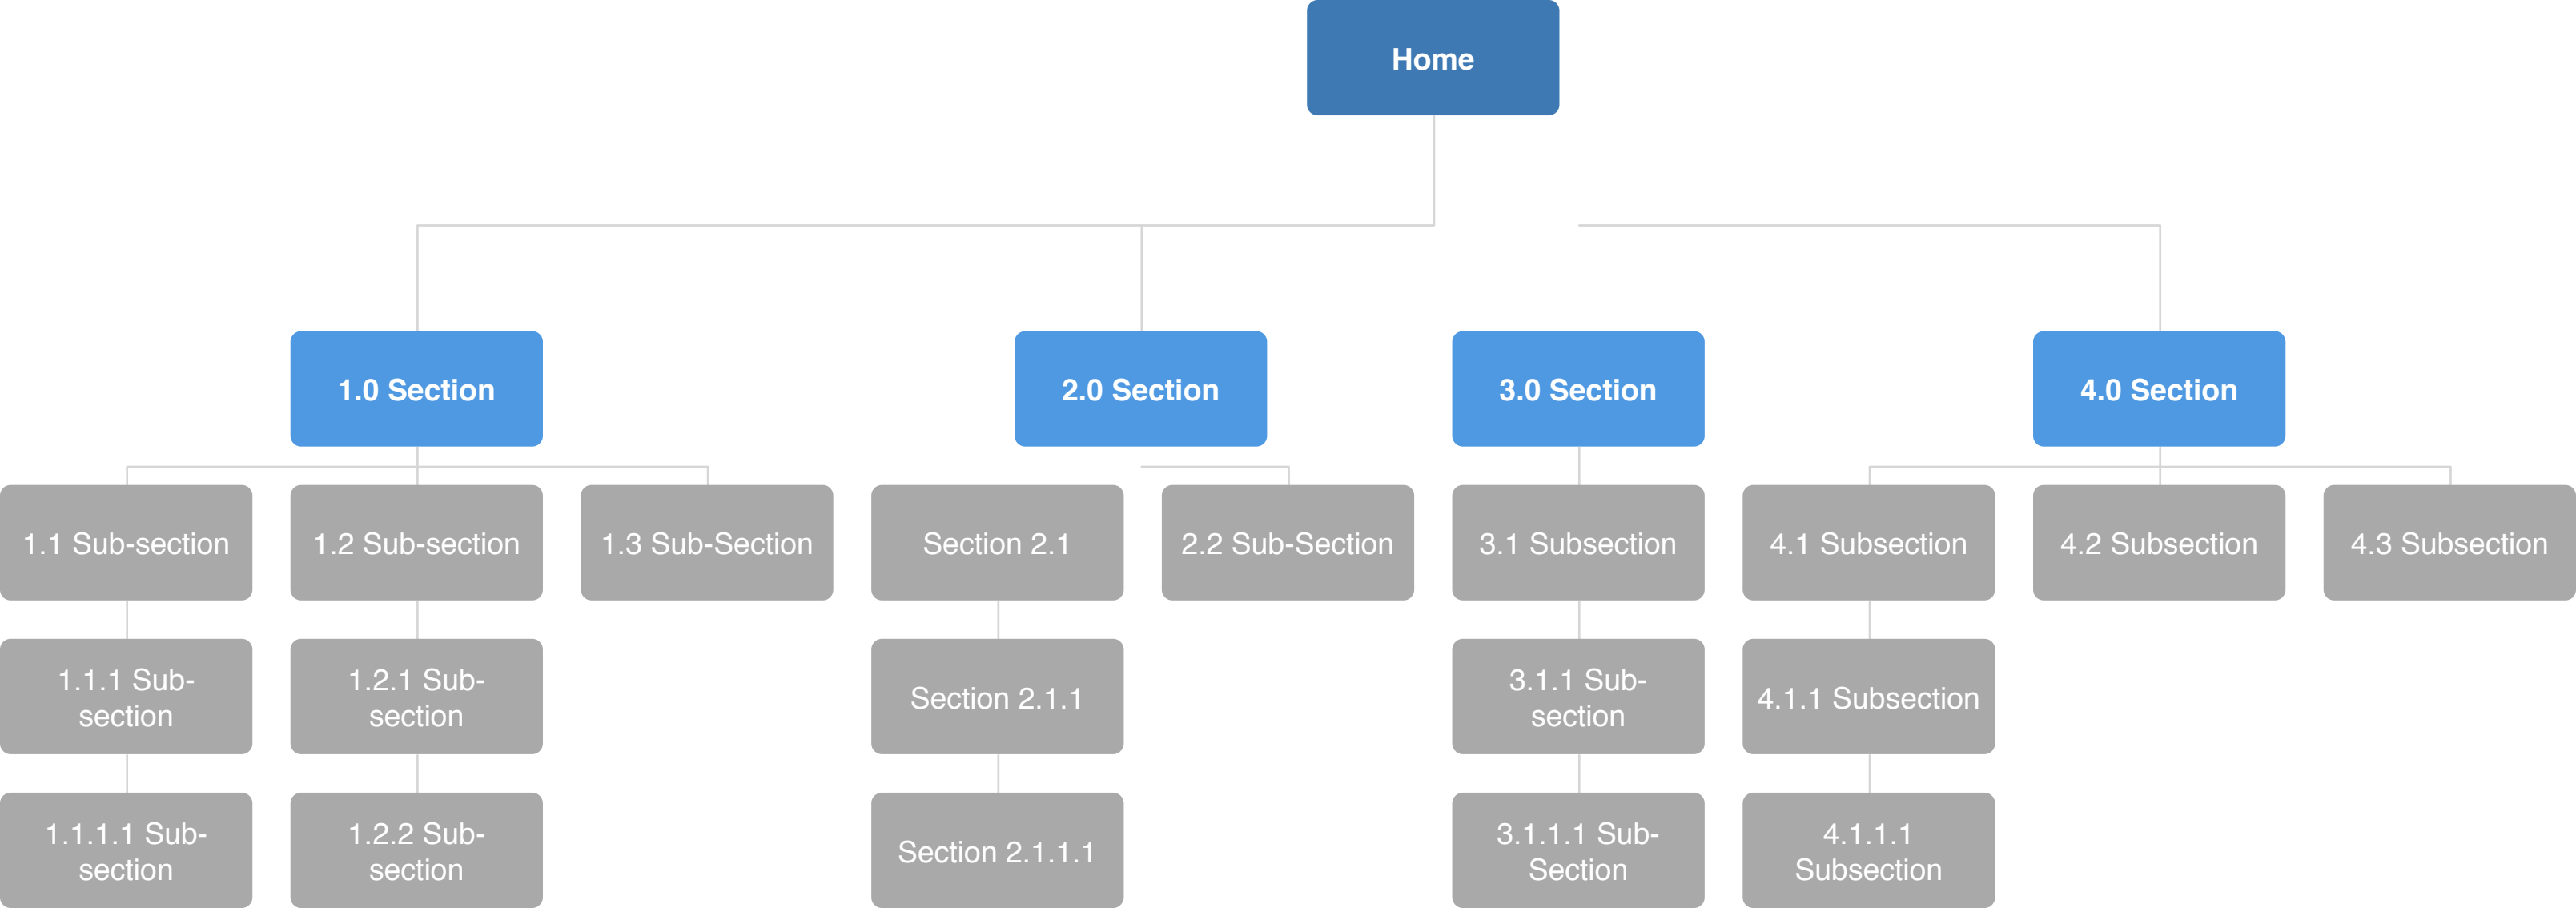 Home
1.0 Section
2.0 Section
3.0 Section
4.0 Section
1.1 Sub-section
1.2 Sub-section
1.3 Sub-Section
Section 2.1
2.2 Sub-Section
3.1 Subsection
4.1 Subsection
4.2 Subsection
4.3 Subsection
1.1.1 Sub-
section
1.2.1 Sub-
section
Section 2.1.1
3.1.1 Sub-
section
4.1.1 Subsection
1.1.1.1 Sub-
section
1.2.2 Sub-
section
Section 2.1.1.1
3.1.1.1 Sub-
Section
4.1.1.1
Subsection